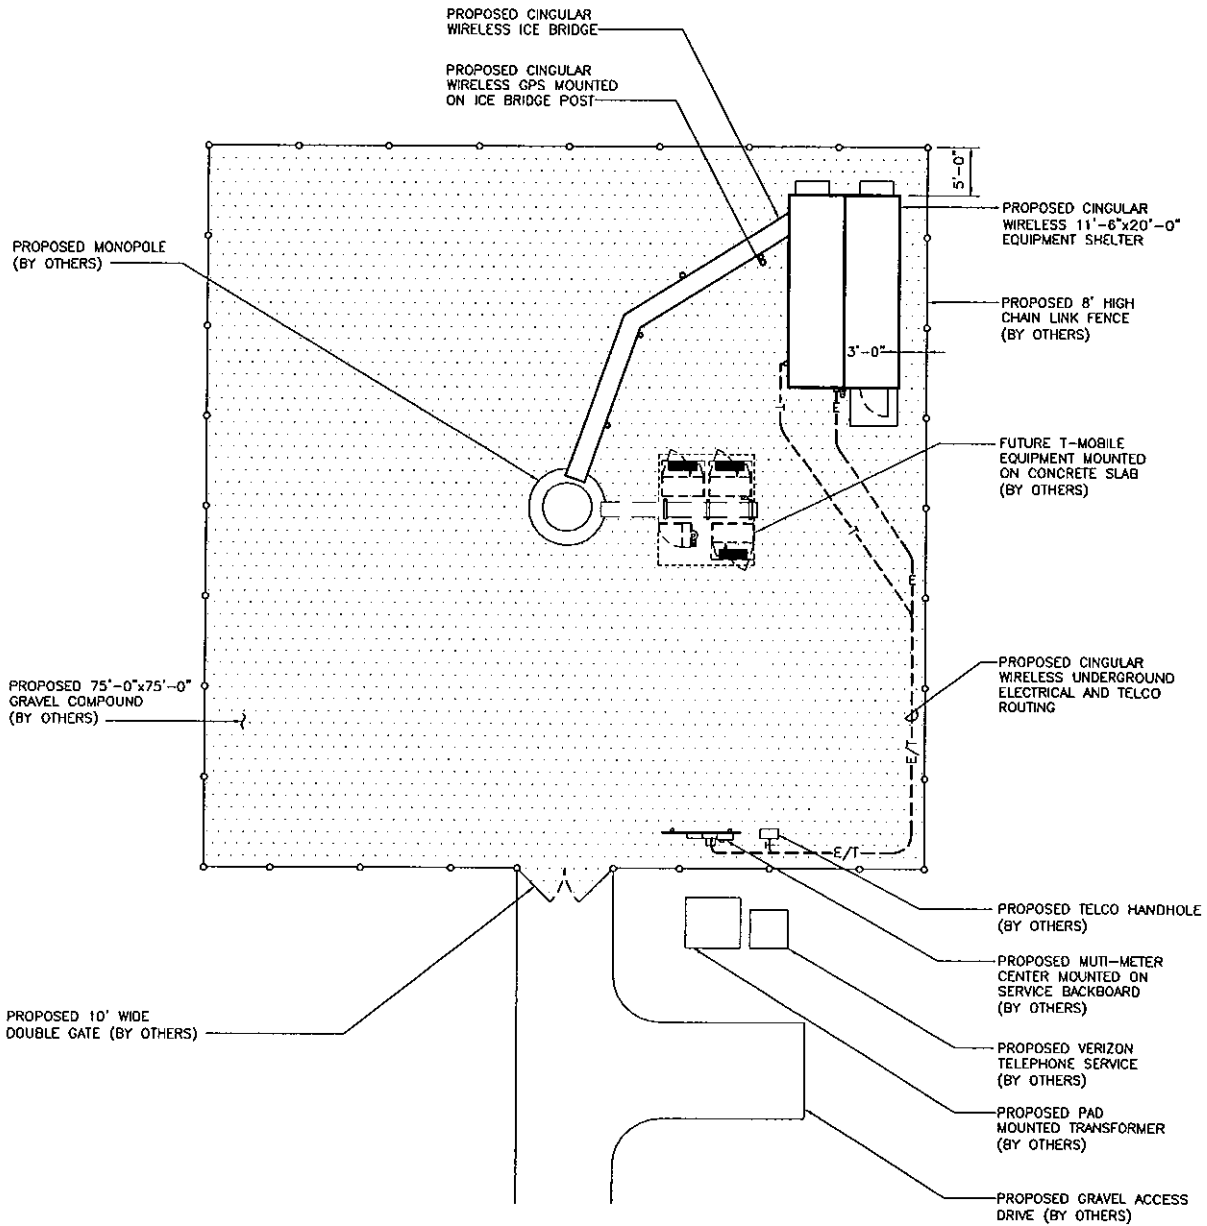 PROPOSED CINGULAR
WIRELESS ICE BRIDGE
PROPOSED CINGULAR
WIRELESS GPS MOUNTED
ON ICE BRIDGE POST
5'-0"
PROPOSED CINGULAR
WIRELESS 11'-6"x20'-0"
EQUIPMENT SHELTER
PROPOSED MONOPOLE
(BY OTHERS)
PROPOSED 8' HIGH
CHAIN LINK FENCE
(BY OTHERS)
3'-0"
T
E
FUTURE T-MOBILE
EQUIPMENT MOUNTED
ON CONCRETE SLAB
(BY OTHERS)
T
E
PROPOSED CINGULAR
WIRELESS UNDERGROUND
ELECTRICAL AND TELCO
ROUTING
PROPOSED 75'-0"x75'-0"
GRAVEL COMPOUND
(BY OTHERS)
E/T
E/T
PROPOSED TELCO HANDHOLE
(BY OTHERS)
PROPOSED MUTI-METER
CENTER MOUNTED ON
SERVICE BACKBOARD
(BY OTHERS)
PROPOSED 10' WIDE
DOUBLE GATE (BY OTHERS)
PROPOSED VERIZON
TELEPHONE SERVICE
(BY OTHERS)
PROPOSED PAD
MOUNTED TRANSFORMER
(BY OTHERS)
PROPOSED GRAVEL ACCESS
DRIVE (BY OTHERS)